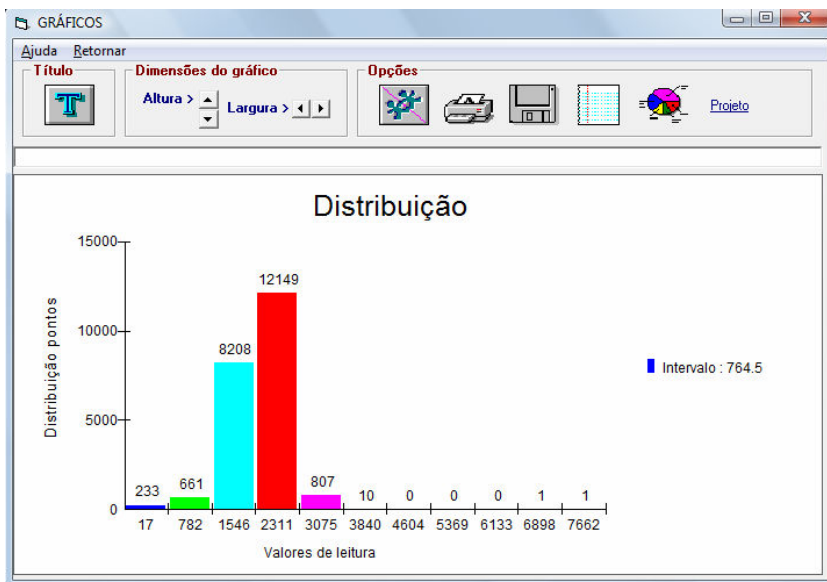 GRÁFICOS
Ajuda Retornar
Título
Dimensões do gráfico
Opções
Altura >
Largura >
Projeto
Distribuição
Distribuição pontos
15000
10000
5000
0
233 661 8208 12149 807 10 0 0 0 1 1
17 782 1546 2311 3075 3840 4604 5369 6133 6898 7662
Valores de leitura
Intervalo : 764.5